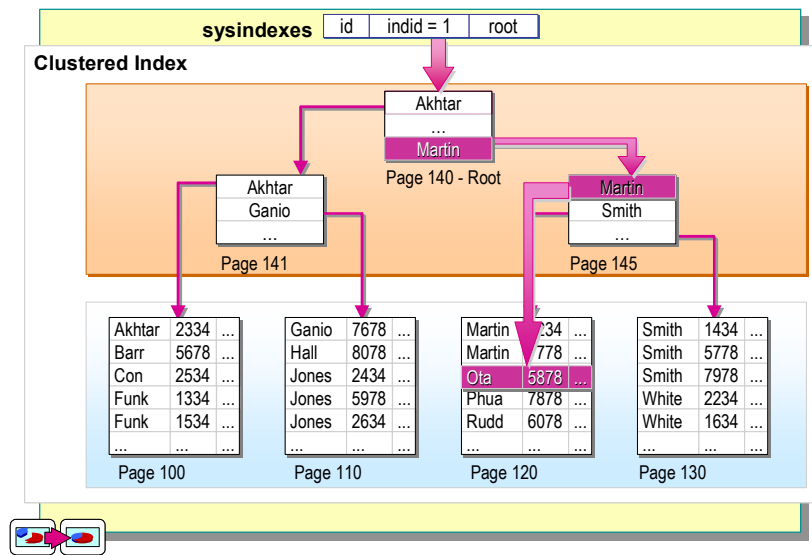 sysindexes id indid = 1 root
Clustered Index
Akhtar
...
Martin
Page 140 - Root
Akhtar
Ganio
...
Page 141
Martin
Smith
...
Page 145
Akhtar 2334 ...
Barr 5678 ...
Con 2534 ...
Funk 1334 ...
Funk 1534 ...
... ... ...
Page 100
Ganio 7678 ...
Hall 8078 ...
Jones 2434 ...
Jones 5978 ...
Jones 2634 ...
... ... ...
Page 110
Martin ...
Martin ...
Ota 5878 ...
Phua 7878 ...
Rudd 6078 ...
... ... ...
Page 120
Smith 1434 ...
Smith 5778 ...
Smith 7978 ...
White 2234 ...
White 1634 ...
... ... ...
Page 130